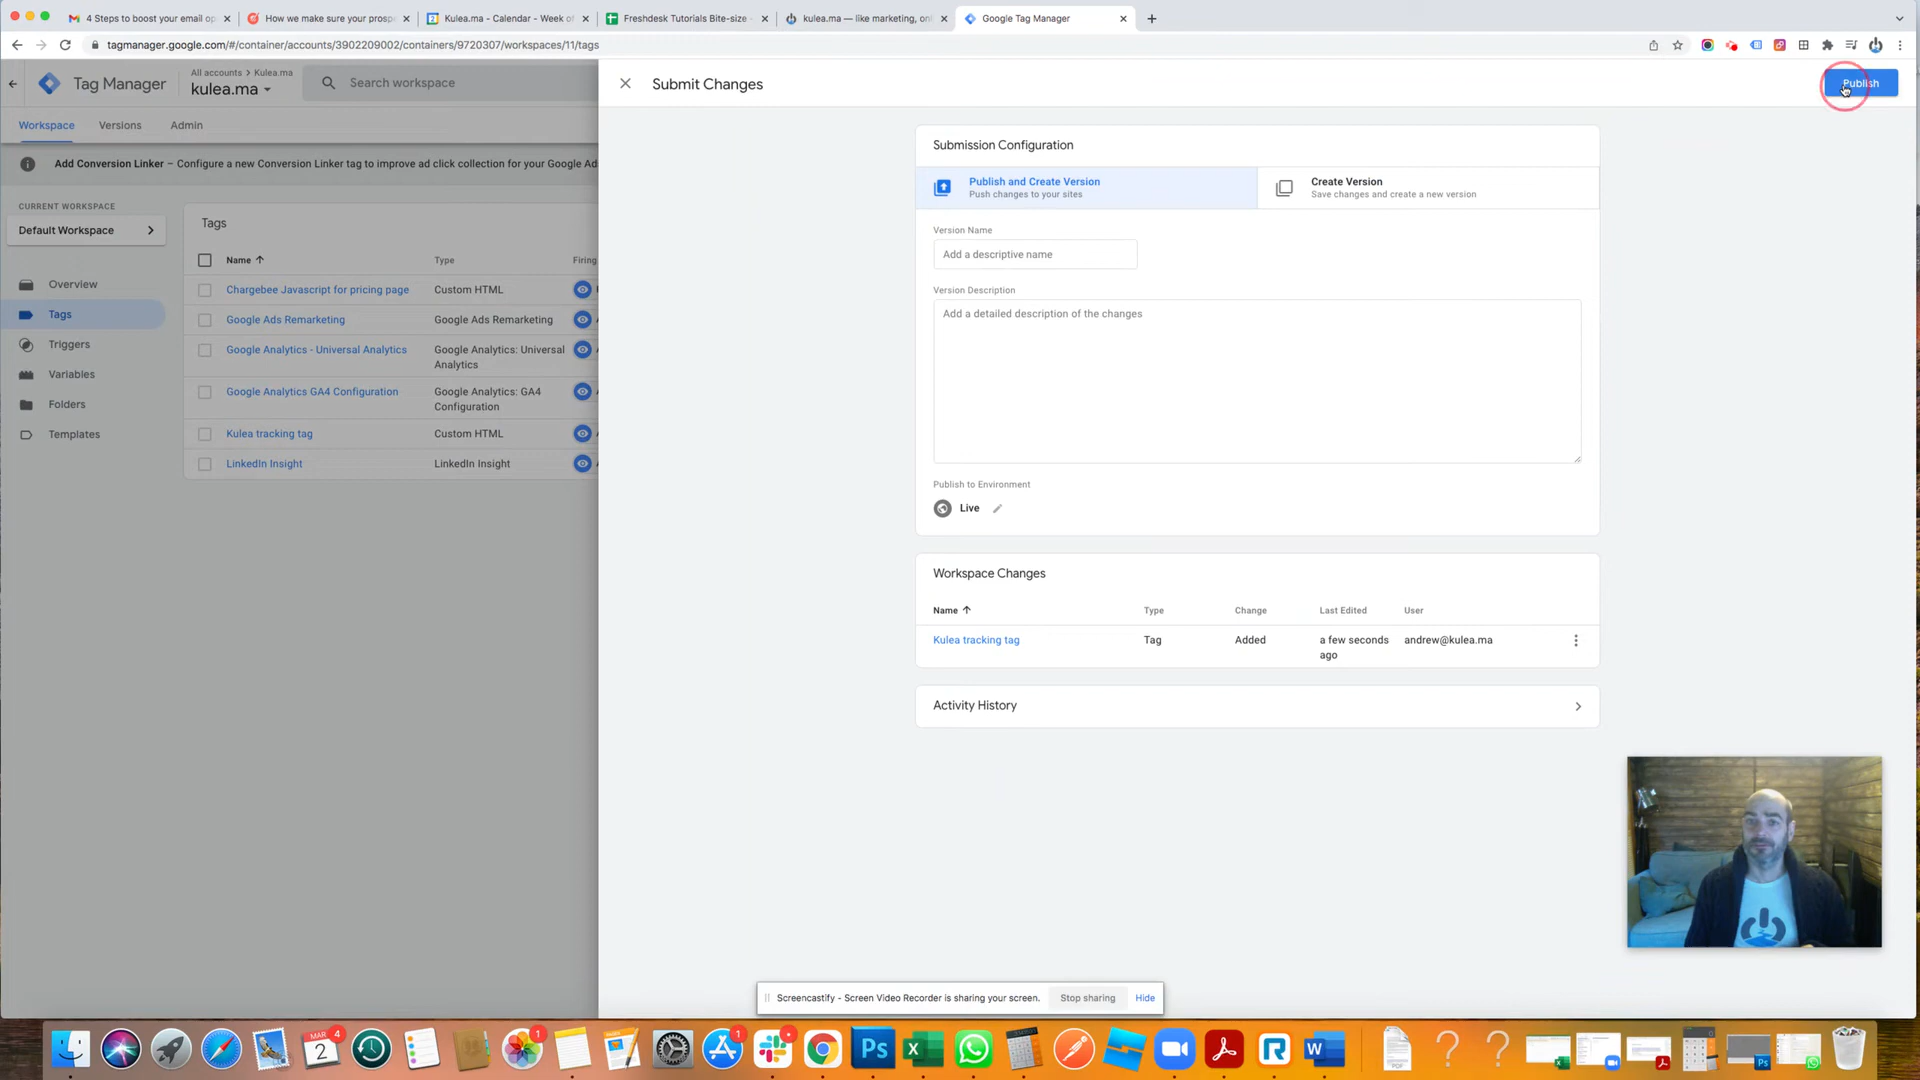 4 Steps to boost your email op
How we make sure your prosp
Kulea.ma - Calendar - Week of
Freshdesk Tutorials Bite-size -
kulea.ma — like marketing, on
Google Tag Manager
tagmanager.google.com/#/container/accounts/3902209002/containers/9720307/workspaces/11/tags
Tag Manager
All accounts > Kulea.ma
kulea.ma
Search workspace
Submit Changes
Publish
Workspace
Versions
Admin
Add Conversion Linker – Configure a new Conversion Linker tag to improve ad click collection for your Google Ads
CURRENT WORKSPACE
Default Workspace
Overview
Tags
Triggers
Variables
Folders
Templates
Tags
Name
Type
Firing
Chargebee Javascript for pricing page
Custom HTML
Google Ads Remarketing
Google Ads Remarketing
Google Analytics - Universal Analytics
Google Analytics: Universal
Analytics
Google Analytics GA4 Configuration
Google Analytics: GA4
Configuration
Kulea tracking tag
Custom HTML
LinkedIn Insight
LinkedIn Insight
Submission Configuration
Publish and Create Version
Push changes to your sites
Create Version
Save changes and create a new version
Version Name
Add a descriptive name
Version Description
Add a detailed description of the changes
Publish to Environment
Live
Workspace Changes
Name
Type
Change
Last Edited
User
Kulea tracking tag
Tag
Added
a few seconds
ago
andrew@kulea.ma
Activity History
Screencastify - Screen Video Recorder is sharing your screen.
Stop sharing
Hide
MAR
2
4
1
1
Ps
X
W